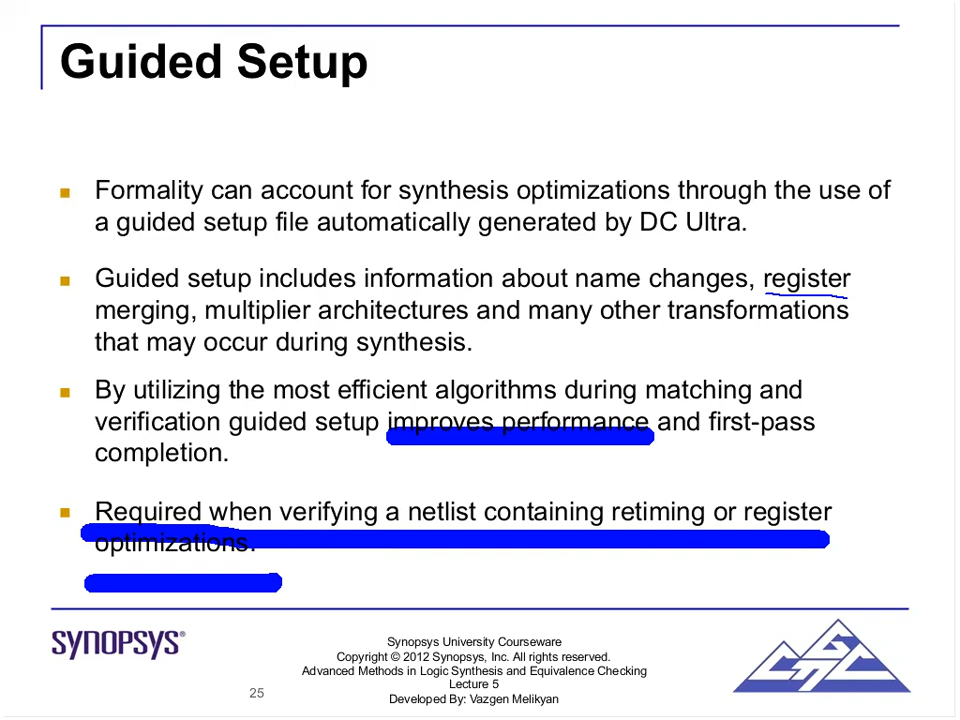 Guided Setup
Formality can account for synthesis optimizations through the use of
a guided setup file automatically generated by DC Ultra.
Guided setup includes information about name changes, register
merging, multiplier architectures and many other transformations
that may occur during synthesis.
By utilizing the most efficient algorithms during matching and
verification guided setup improves performance and first-pass
completion.
Required when verifying a netlist containing retiming or register
optimizations.
SYNOPSYS®
Synopsys University Courseware
Copyright © 2012 Synopsys, Inc. All rights reserved.
Advanced Methods in Logic Synthesis and Equivalence Checking
Lecture 5
Developed By: Vazgen Melikyan
25